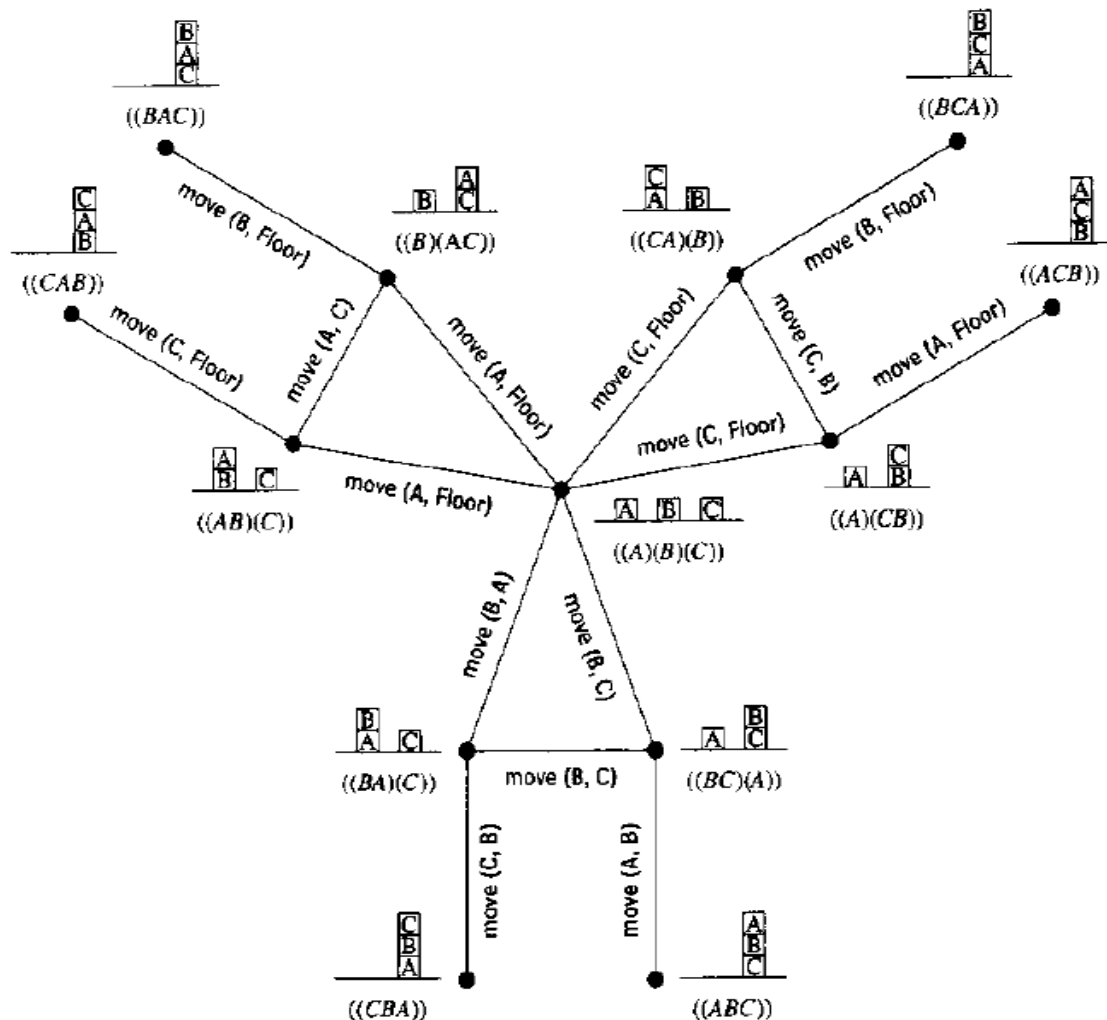 B
A
C
((BAC))
B
C
A
((BCA))
C
A
B
((CAB))
B
A
C
((B)(AC))
C
A
B
((CA)(B))
A
C
B
((ACB))
move (B, Floor)
move (B, Floor)
move (C, Floor)
move (A, C)
move (A, Floor)
move (C, Floor)
move (C, B)
move (A, Floor)
A
B
C
((AB)(C))
move (A, Floor)
move (C, Floor)
A
B
C
((A)(B)(C))
A
C
B
((A)(CB))
move (B, A)
move (B, C)
B
A
C
((BA)(C))
move (B, C)
A
B
C
((BC)(A))
move (C, B)
move (A, B)
C
B
A
((CBA))
A
B
C
((ABC))